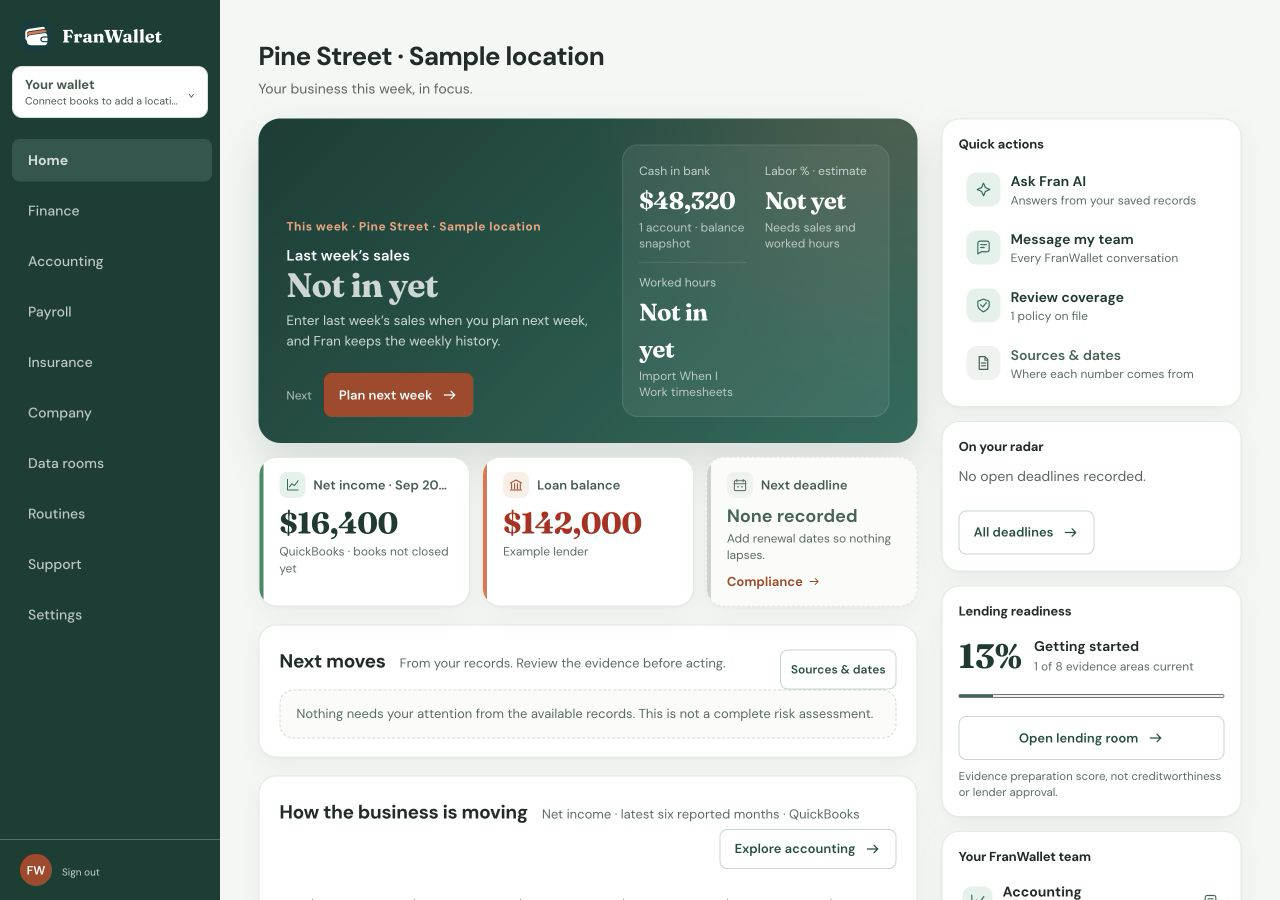 FranWallet
Your wallet
Connect books to add a locati...
Home
Finance
Accounting
Payroll
Insurance
Company
Data rooms
Routines
Support
Settings
FW
Sign out
Pine Street · Sample location
Your business this week, in focus.
This week · Pine Street · Sample location
Last week’s sales
Not in yet
Enter last week’s sales when you plan next week,
and Fran keeps the weekly history.
Next
Plan next week →
Cash in bank
$48,320
1 account · balance
snapshot
Labor % · estimate
Not yet
Needs sales and
worked hours
Worked hours
Not in
yet
Import When I
Work timesheets
Net income · Sep 20...
$16,400
QuickBooks · books not closed
yet
Loan balance
$142,000
Example lender
Next deadline
None recorded
Add renewal dates so nothing
lapses.
Compliance →
Next moves
From your records. Review the evidence before acting.
Sources & dates
Nothing needs your attention from the available records. This is not a complete risk assessment.
How the business is moving
Net income · latest six reported months · QuickBooks
Explore accounting →
Quick actions
Ask Fran AI
Answers from your saved records
Message my team
Every FranWallet conversation
Review coverage
1 policy on file
Sources & dates
Where each number comes from
On your radar
No open deadlines recorded.
All deadlines →
Lending readiness
13%
Getting started
1 of 8 evidence areas current
Open lending room →
Evidence preparation score, not creditworthiness
or lender approval.
Your FranWallet team
Accounting